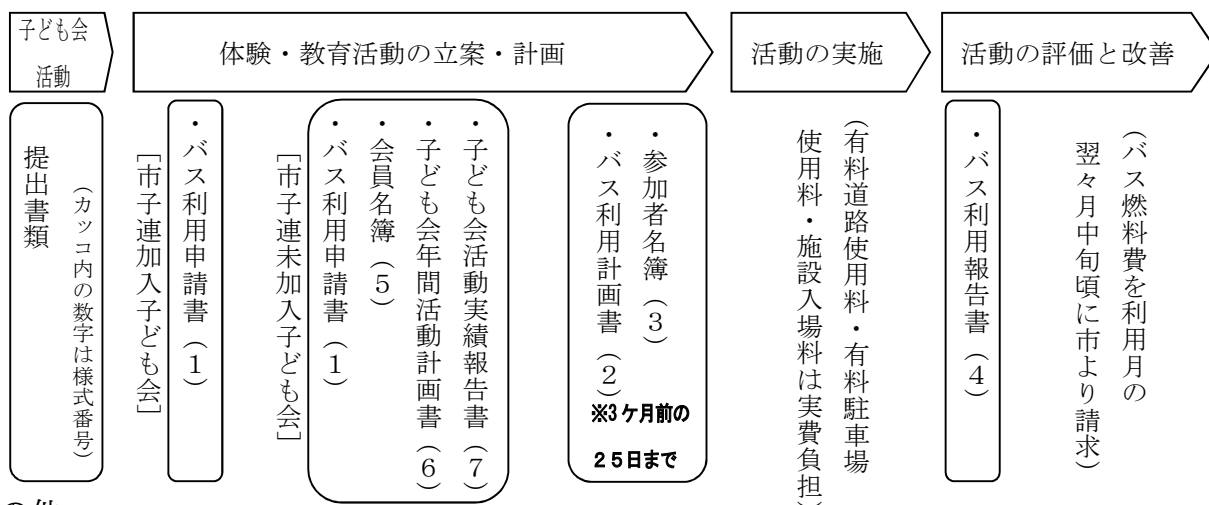 子ども会
活動
体験・教育活動の立案・計画
活動の実施
活動の評価と改善
提出書類
(カッコ内の数字は様式番号)
[市子連加入子ども会]
・バス利用申請書(1)
[市子連未加入子ども会]
・バス利用申請書(1)
・会員名簿(5)
・子ども会年間活動計画書(6)
・子ども会活動実績報告書(7)
・バス利用計画書(2)
・参加者名簿(3)
※3ケ月前の
25日まで
(有料道路使用料・有料駐車場
使用料・施設入場料は実費負担)
・バス利用報告書(4)
(バス燃料費を利用月の
翌々月中旬頃に市より請求)